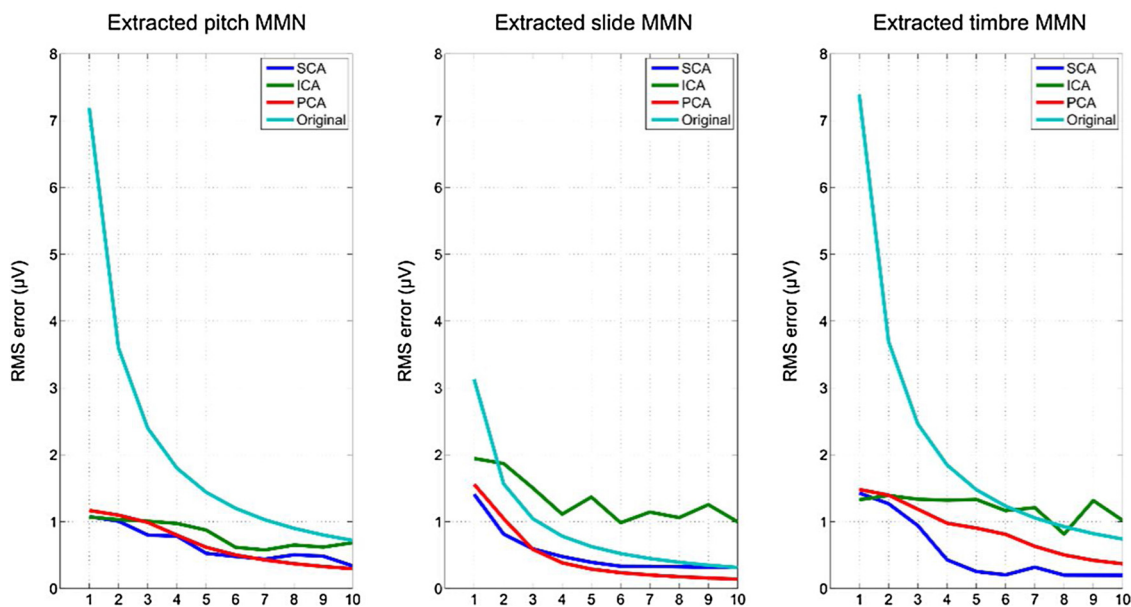 Extracted pitch MMN
RMS error (µV)
8
7
6
5
4
3
2
1
0
1 2 3 4 5 6 7 8 9 10
SCA
ICA
PCA
Original
Extracted slide MMN
RMS error (µV)
8
7
6
5
4
3
2
1
0
1 2 3 4 5 6 7 8 9 10
SCA
ICA
PCA
Original
Extracted timbre MMN
RMS error (µV)
8
7
6
5
4
3
2
1
0
1 2 3 4 5 6 7 8 9 10
SCA
ICA
PCA
Original